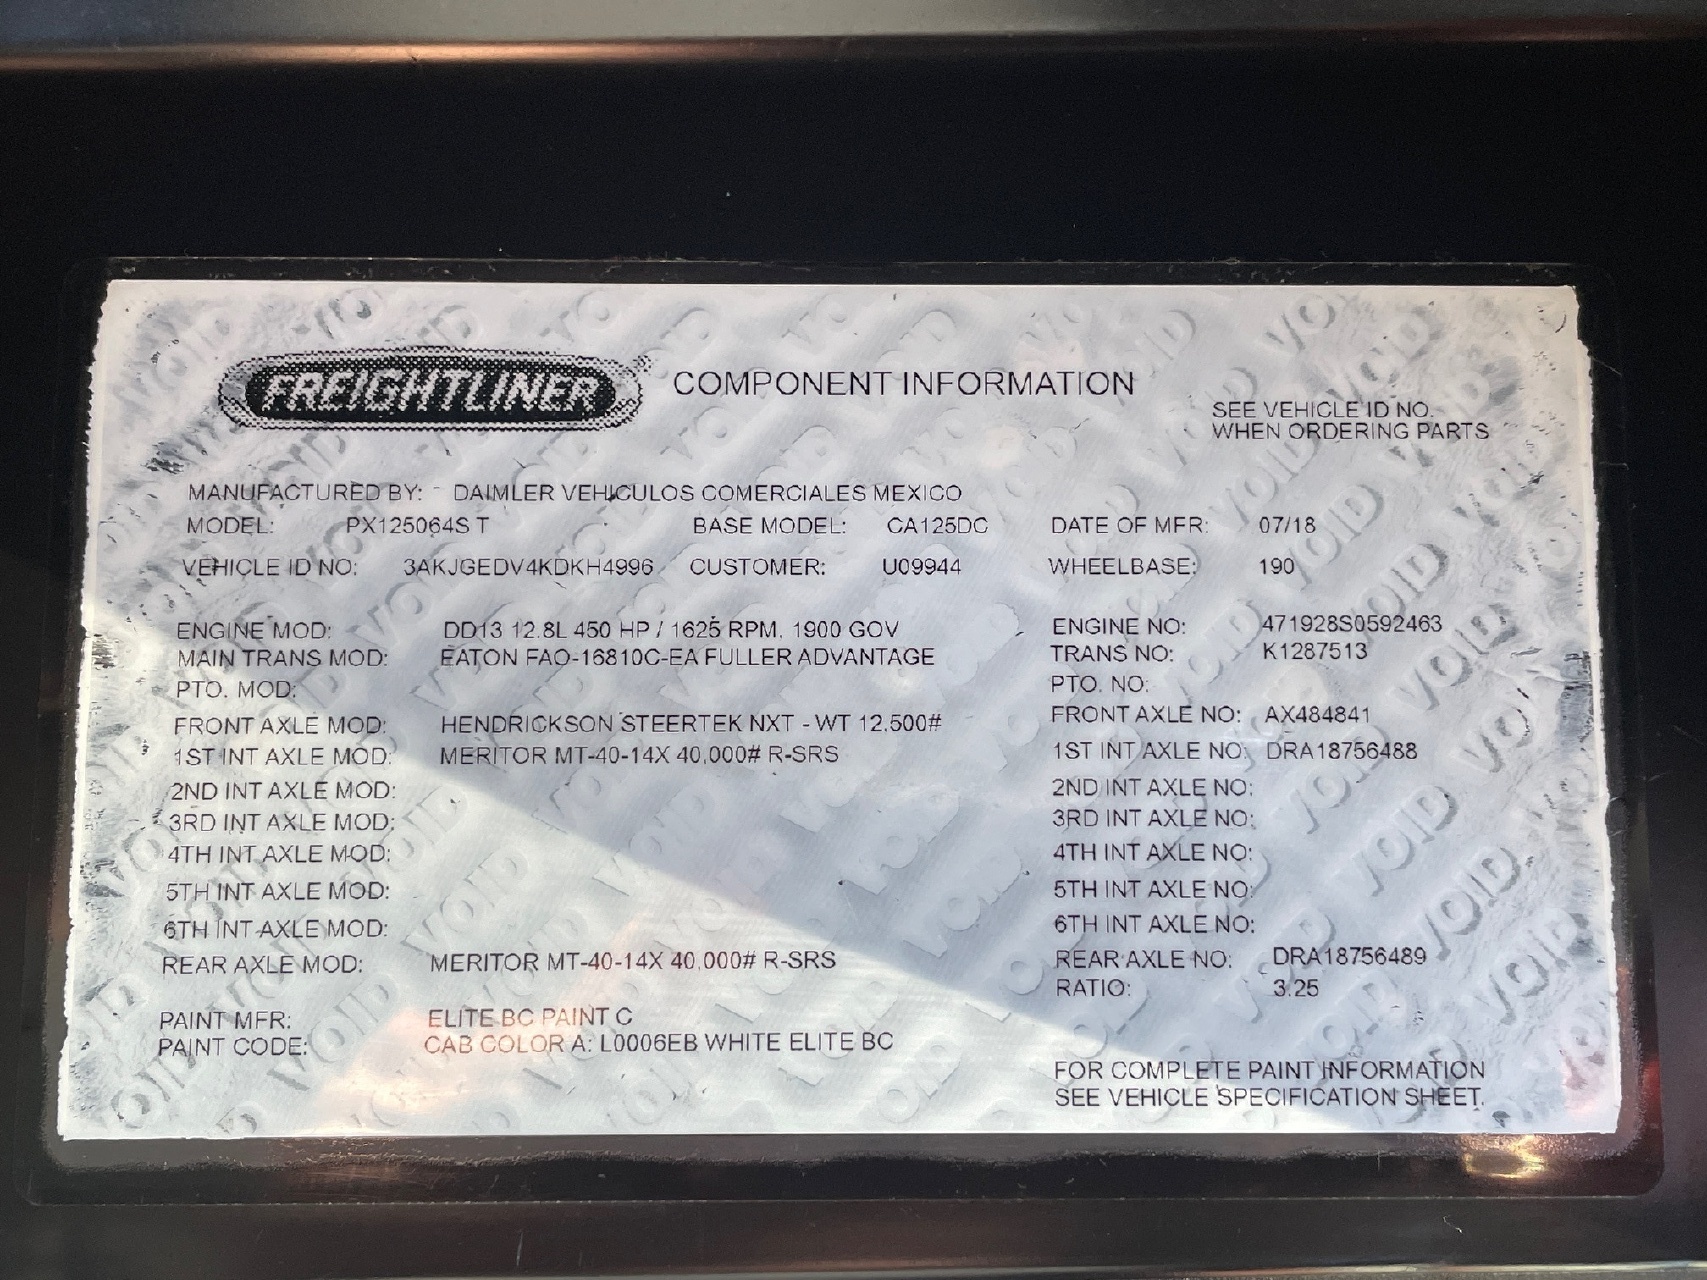 FREIGHTLINER COMPONENT INFORMATION
SEE VEHICLE ID NO.
WHEN ORDERING PARTS
MANUFACTURED BY: DAIMLER VEHICULOS COMERCIALES MEXICO
MODEL: PX125064S T BASE MODEL: CA125DC DATE OF MFR: 07/18
VEHICLE ID NO: 3AKJGEDV4KDKH4996 CUSTOMER: U09944 WHEELBASE: 190
ENGINE MOD: DD13 12.8L 450 HP / 1625 RPM, 1900 GOV ENGINE NO: 471928S0592463
MAIN TRANS MOD: EATON FAO-16810C-EA FULLER ADVANTAGE TRANS NO: K1287513
PTO. MOD: PTO. NO:
FRONT AXLE MOD: HENDRICKSON STEERTEK NXT - WT 12,500# FRONT AXLE NO: AX484841
1ST INT AXLE MOD: MERITOR MT-40-14X 40,000# R-SRS 1ST INT AXLE NO: DRA18756488
2ND INT AXLE MOD: 2ND INT AXLE NO:
3RD INT AXLE MOD: 3RD INT AXLE NO:
4TH INT AXLE MOD: 4TH INT AXLE NO:
5TH INT AXLE MOD: 5TH INT AXLE NO:
6TH INT AXLE MOD: 6TH INT AXLE NO:
REAR AXLE MOD: MERITOR MT-40-14X 40,000# R-SRS REAR AXLE NO: DRA18756489
RATIO: 3.25
PAINT MFR: ELITE BC PAINT C
PAINT CODE: CAB COLOR A: L0006EB WHITE ELITE BC
FOR COMPLETE PAINT INFORMATION
SEE VEHICLE SPECIFICATION SHEET.